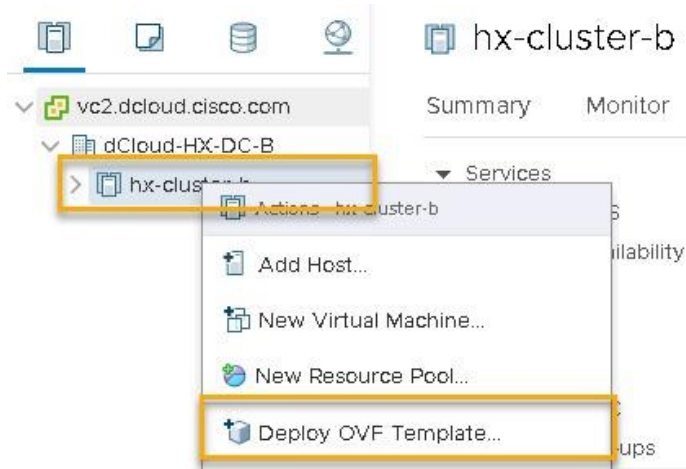 hx-cluster-b
vc2.dcloud.cisco.com
Summary Monitor
dCloud-HX-DC-B
Services
Actions - hx-cluster-b
Add Host...
New Virtual Machine...
New Resource Pool...
Deploy OVF Template...